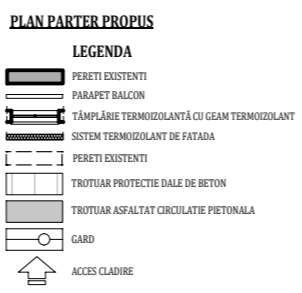 PLAN PARTER PROPUS
LEGENDA
PERETI EXISTENTI
PARAPET BALCON
TÂMPLĂRIE TERMOIZOLANTĂ CU GEAM TERMOIZOLANT
SISTEM TERMOIZOLANT DE FATADA
PERETI EXISTENTI
TROTUAR PROTECTIE DALE DE BETON
TROTUAR ASFALTAT CIRCULATIE PIETONALA
GARD
ACCES CLADIRE